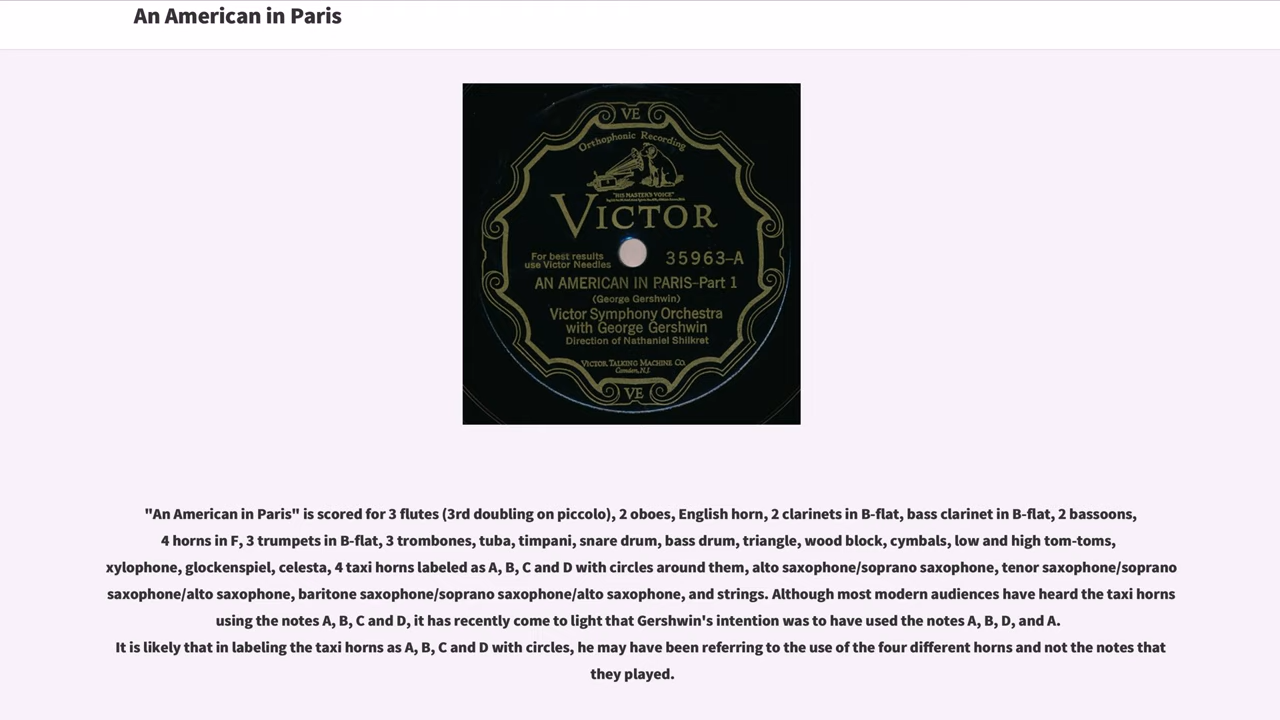 An American in Paris
VE
Orthophonic Recording
"HIS MASTER'S VOICE"
VICTOR
For best results
use Victor Needles
35963-A
AN AMERICAN IN PARIS-Part 1
(George Gershwin)
Victor Symphony Orchestra
with George Gershwin
Direction of Nathaniel Shilkret
VICTOR TALKING MACHINE CO.
Camden, N.J.
VE
"An American in Paris" is scored for 3 flutes (3rd doubling on piccolo), 2 oboes, English horn, 2 clarinets in B-flat, bass clarinet in B-flat, 2 bassoons,
4 horns in F, 3 trumpets in B-flat, 3 trombones, tuba, timpani, snare drum, bass drum, triangle, wood block, cymbals, low and high tom-toms,
xylophone, glockenspiel, celesta, 4 taxi horns labeled as A, B, C and D with circles around them, alto saxophone/soprano saxophone, tenor saxophone/soprano
saxophone/alto saxophone, baritone saxophone/soprano saxophone/alto saxophone, and strings. Although most modern audiences have heard the taxi horns
using the notes A, B, C and D, it has recently come to light that Gershwin's intention was to have used the notes A, B, D, and A.
It is likely that in labeling the taxi horns as A, B, C and D with circles, he may have been referring to the use of the four different horns and not the notes that
they played.